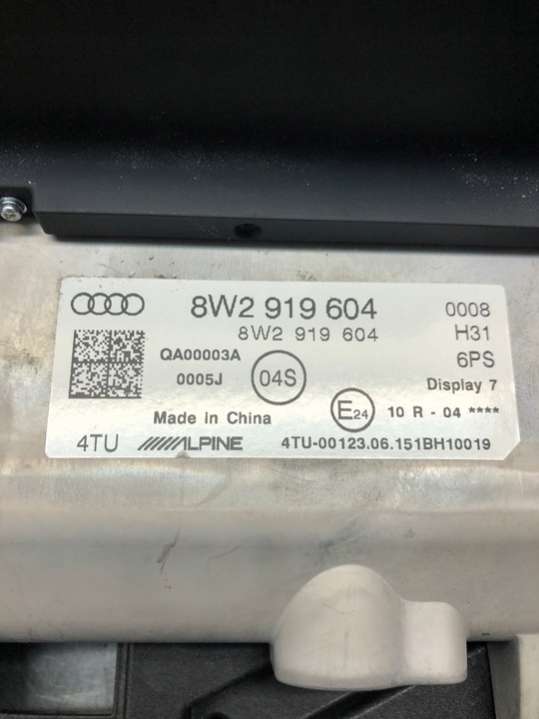 8W2 919 604 0008
8W2 919 604 H31
QA00003A 6PS
0005J 04S Display 7
Made in China E24 10 R - 04 ****
4TU ALPINE 4TU-00123.06.151BH10019